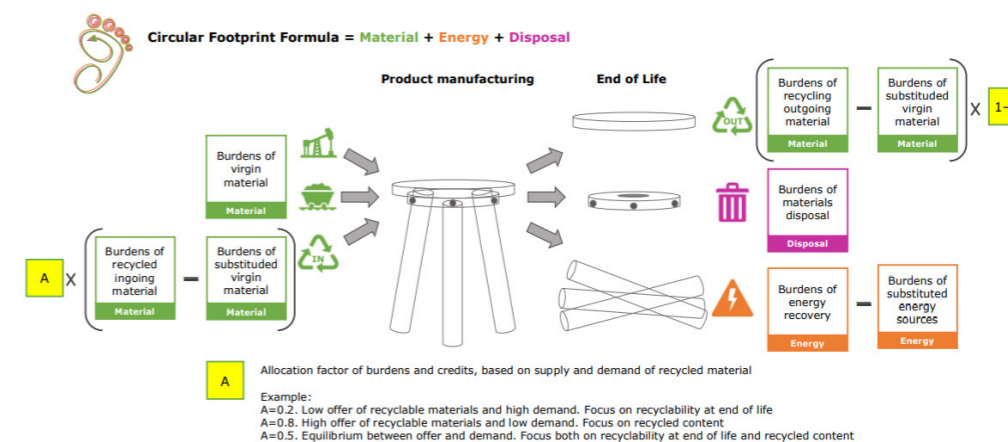 Circular Footprint Formula = Material + Energy + Disposal
Product manufacturing
End of Life
Burdens of
virgin
material
Material
A
X
Burdens of
recycled
ingoing
material
Material
–
Burdens of
substituded
virgin
material
Material
IN
OUT
Burdens of
recycling
outgoing
material
Material
–
Burdens of
substituded
virgin
material
Material
X
1-
Burdens of
materials
disposal
Disposal
Burdens of
energy
recovery
Energy
–
Burdens of
substituted
energy
sources
Energy
A
Allocation factor of burdens and credits, based on supply and demand of recycled material
Example:
A=0.2. Low offer of recyclable materials and high demand. Focus on recyclability at end of life
A=0.8. High offer of recyclable materials and low demand. Focus on recycled content
A=0.5. Equilibrium between offer and demand. Focus both on recyclability at end of life and recycled content